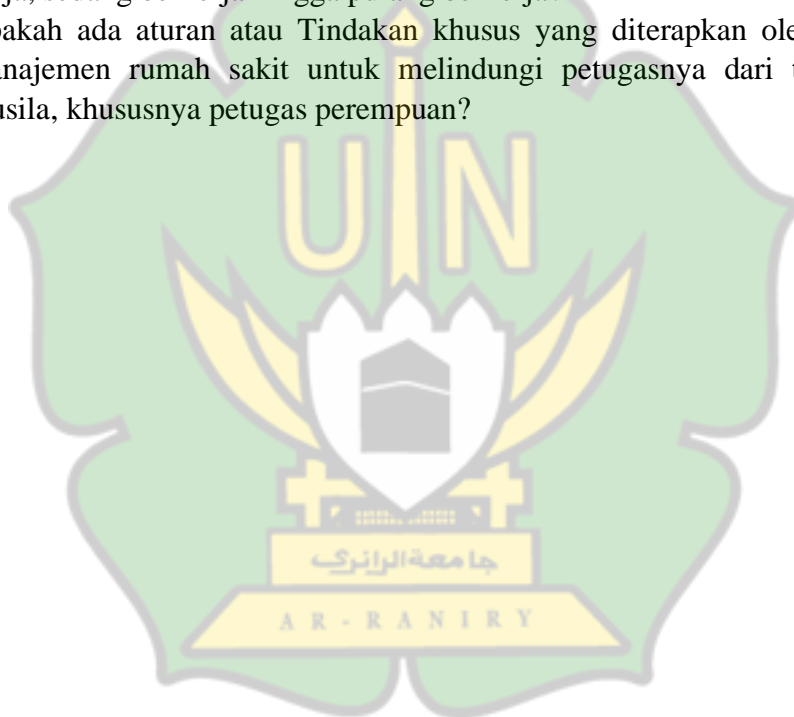 sedang
pakah ada aturan atau Tindakan khusus yang diterapkan ole
anajemen rumah sakit untuk melindungi petugasnya dari t
usila, khususnya petugas perempuan?
UIN
جامعة الرانري
AR-RANIRY